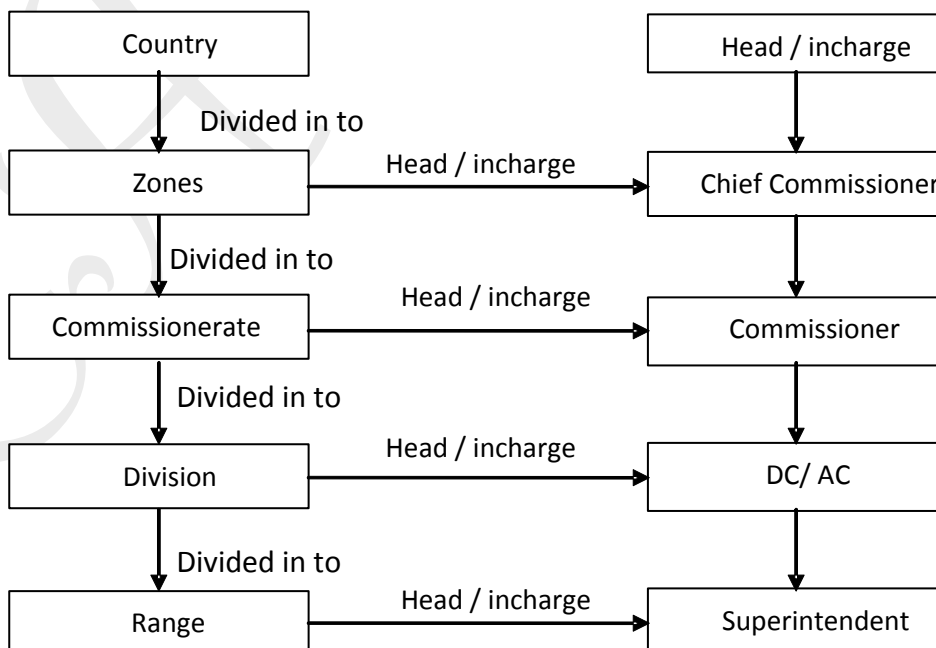 Country
Head / incharge
Divided in to
Zones
Head / incharge
Chief Commissioner
Divided in to
Commissionerate
Head / incharge
Commissioner
Divided in to
Division
Head / incharge
DC/ AC
Divided in to
Range
Head / incharge
Superintendent